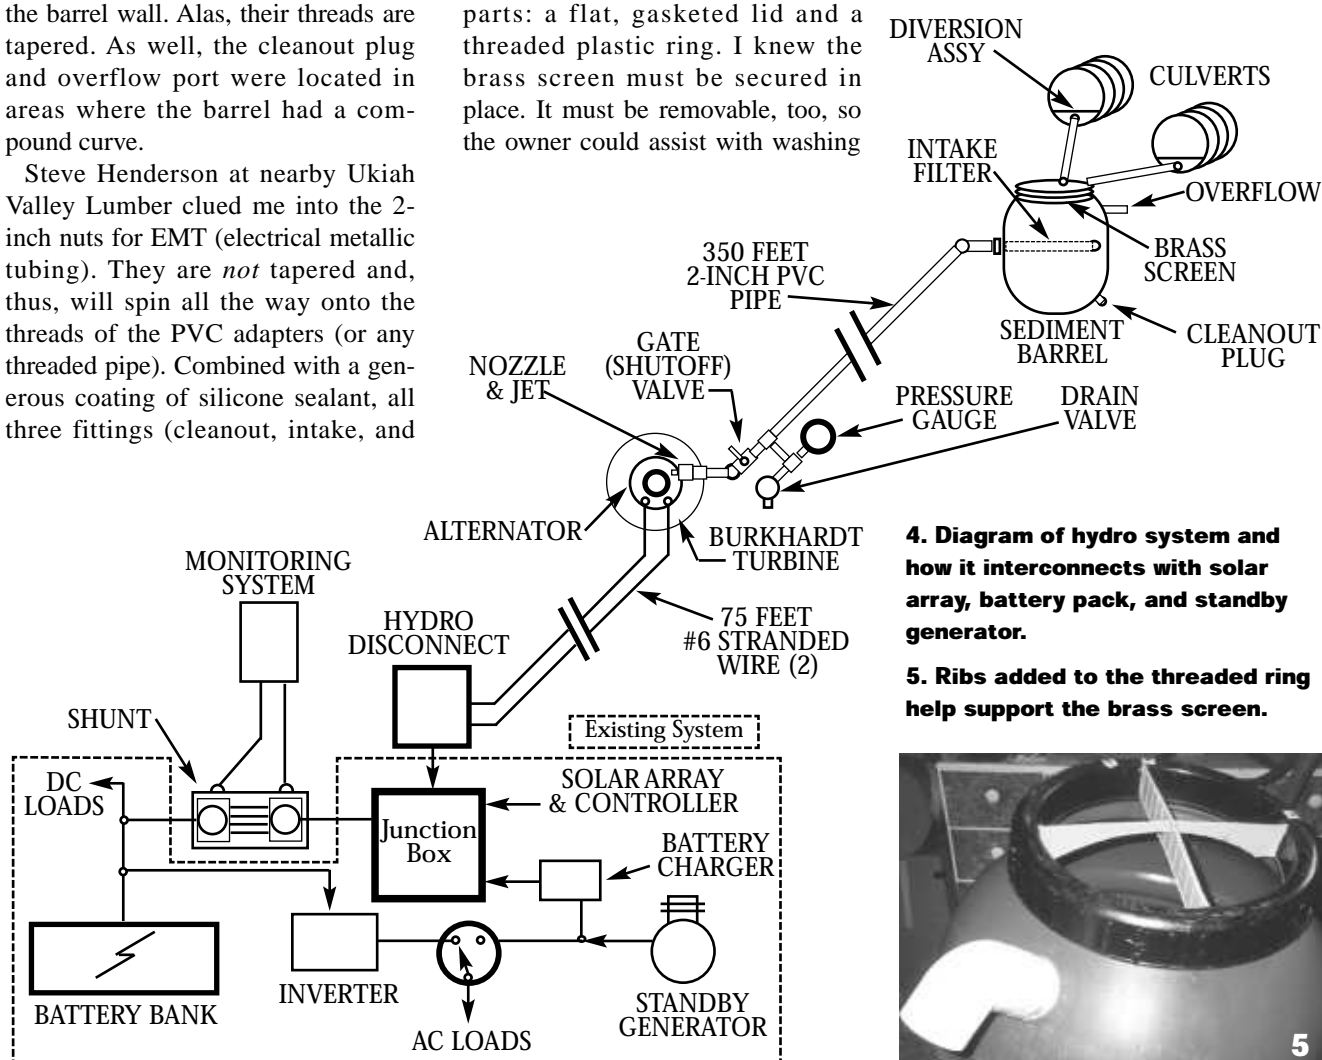 the barrel wall. Alas, their threads are
tapered. As well, the cleanout plug
and overflow port were located in
areas where the barrel had a com-
pound curve.
Steve Henderson at nearby Ukiah
Valley Lumber clued me into the 2-
inch nuts for EMT (electrical metallic
tubing). They are not tapered and,
thus, will spin all the way onto the
threads of the PVC adapters (or any
threaded pipe). Combined with a gen-
erous coating of silicone sealant, all
three fittings (cleanout, intake, and
parts: a flat, gasketed lid and a
threaded plastic ring. I knew the
brass screen must be secured in
place. It must be removable, too, so
the owner could assist with washing
DIVERSION
ASSY
CULVERTS
INTAKE
FILTER
OVERFLOW
BRASS
SCREEN
350 FEET
2-INCH PVC
PIPE
SEDIMENT
BARREL
CLEANOUT
PLUG
GATE
(SHUTOFF)
VALVE
NOZZLE
& JET
PRESSURE
GAUGE
DRAIN
VALVE
ALTERNATOR
BURKHARDT
TURBINE
MONITORING
SYSTEM
HYDRO
DISCONNECT
75 FEET
#6 STRANDED
WIRE (2)
SHUNT
Existing System
DC
LOADS
SOLAR ARRAY
& CONTROLLER
Junction
Box
BATTERY
CHARGER
INVERTER
BATTERY BANK
AC LOADS
STANDBY
GENERATOR
4. Diagram of hydro system and
how it interconnects with solar
array, battery pack, and standby
generator.
5. Ribs added to the threaded ring
help support the brass screen.
5